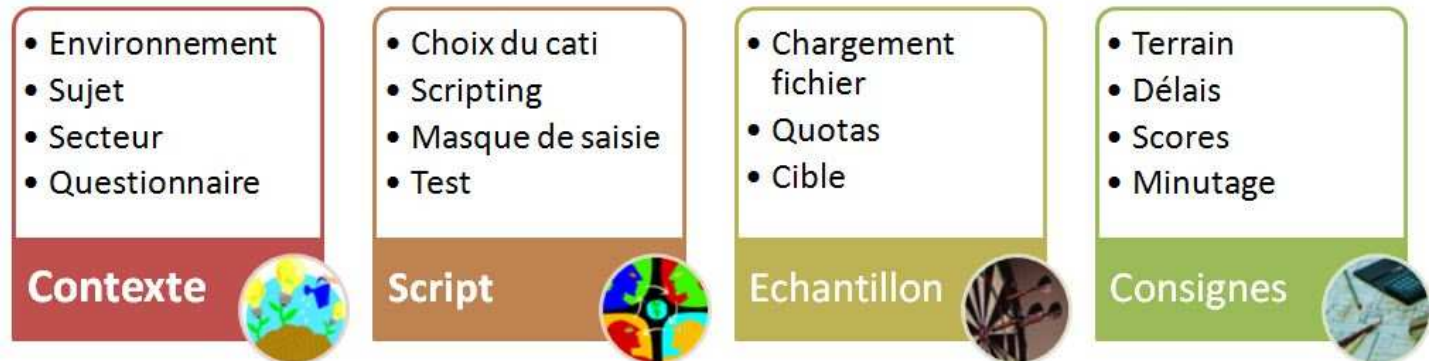 • Environnement
• Sujet
• Secteur
• Questionnaire
Contexte
• Choix du cati
• Scripting
• Masque de saisie
• Test
Script
• Chargement
fichier
• Quotas
• Cible
Echantillon
• Terrain
• Délais
• Scores
• Minutage
Consignes